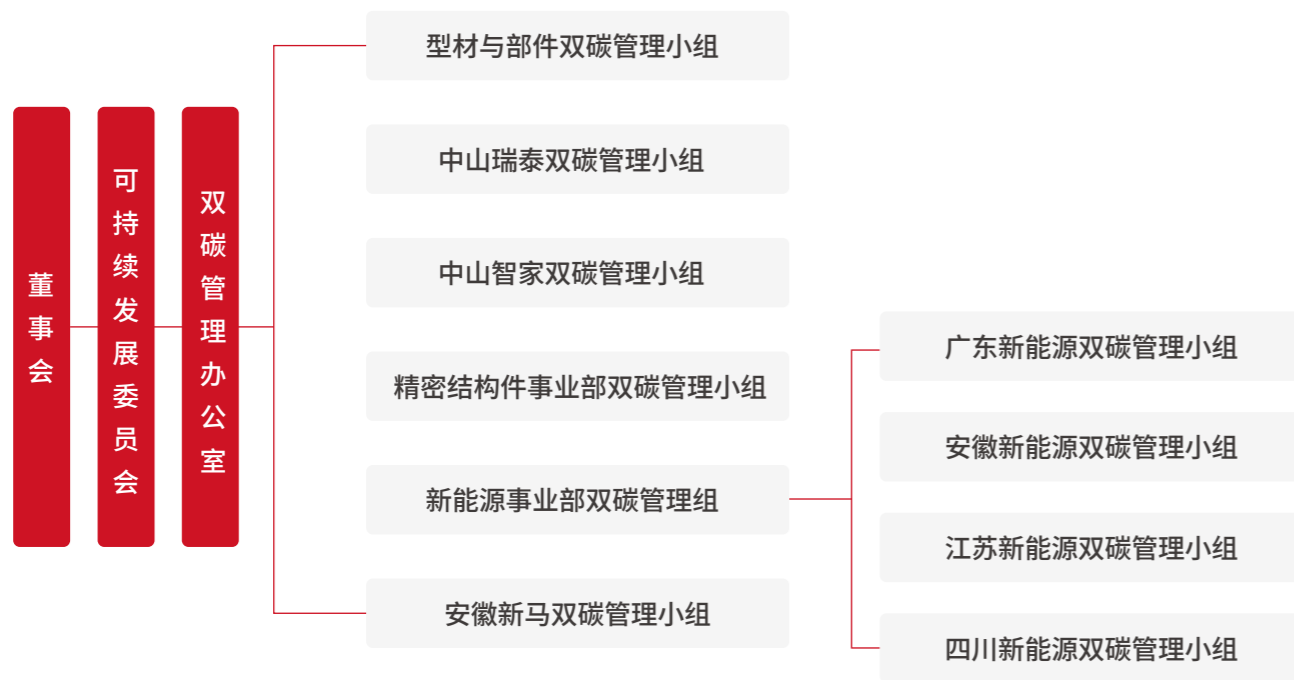 董事会
可持续发展委员会
双碳管理办公室
型材与部件双碳管理小组
中山瑞泰双碳管理小组
中山智家双碳管理小组
精密结构件事业部双碳管理小组
新能源事业部双碳管理组
安徽新马双碳管理小组
广东新能源双碳管理小组
安徽新能源双碳管理小组
江苏新能源双碳管理小组
四川新能源双碳管理小组